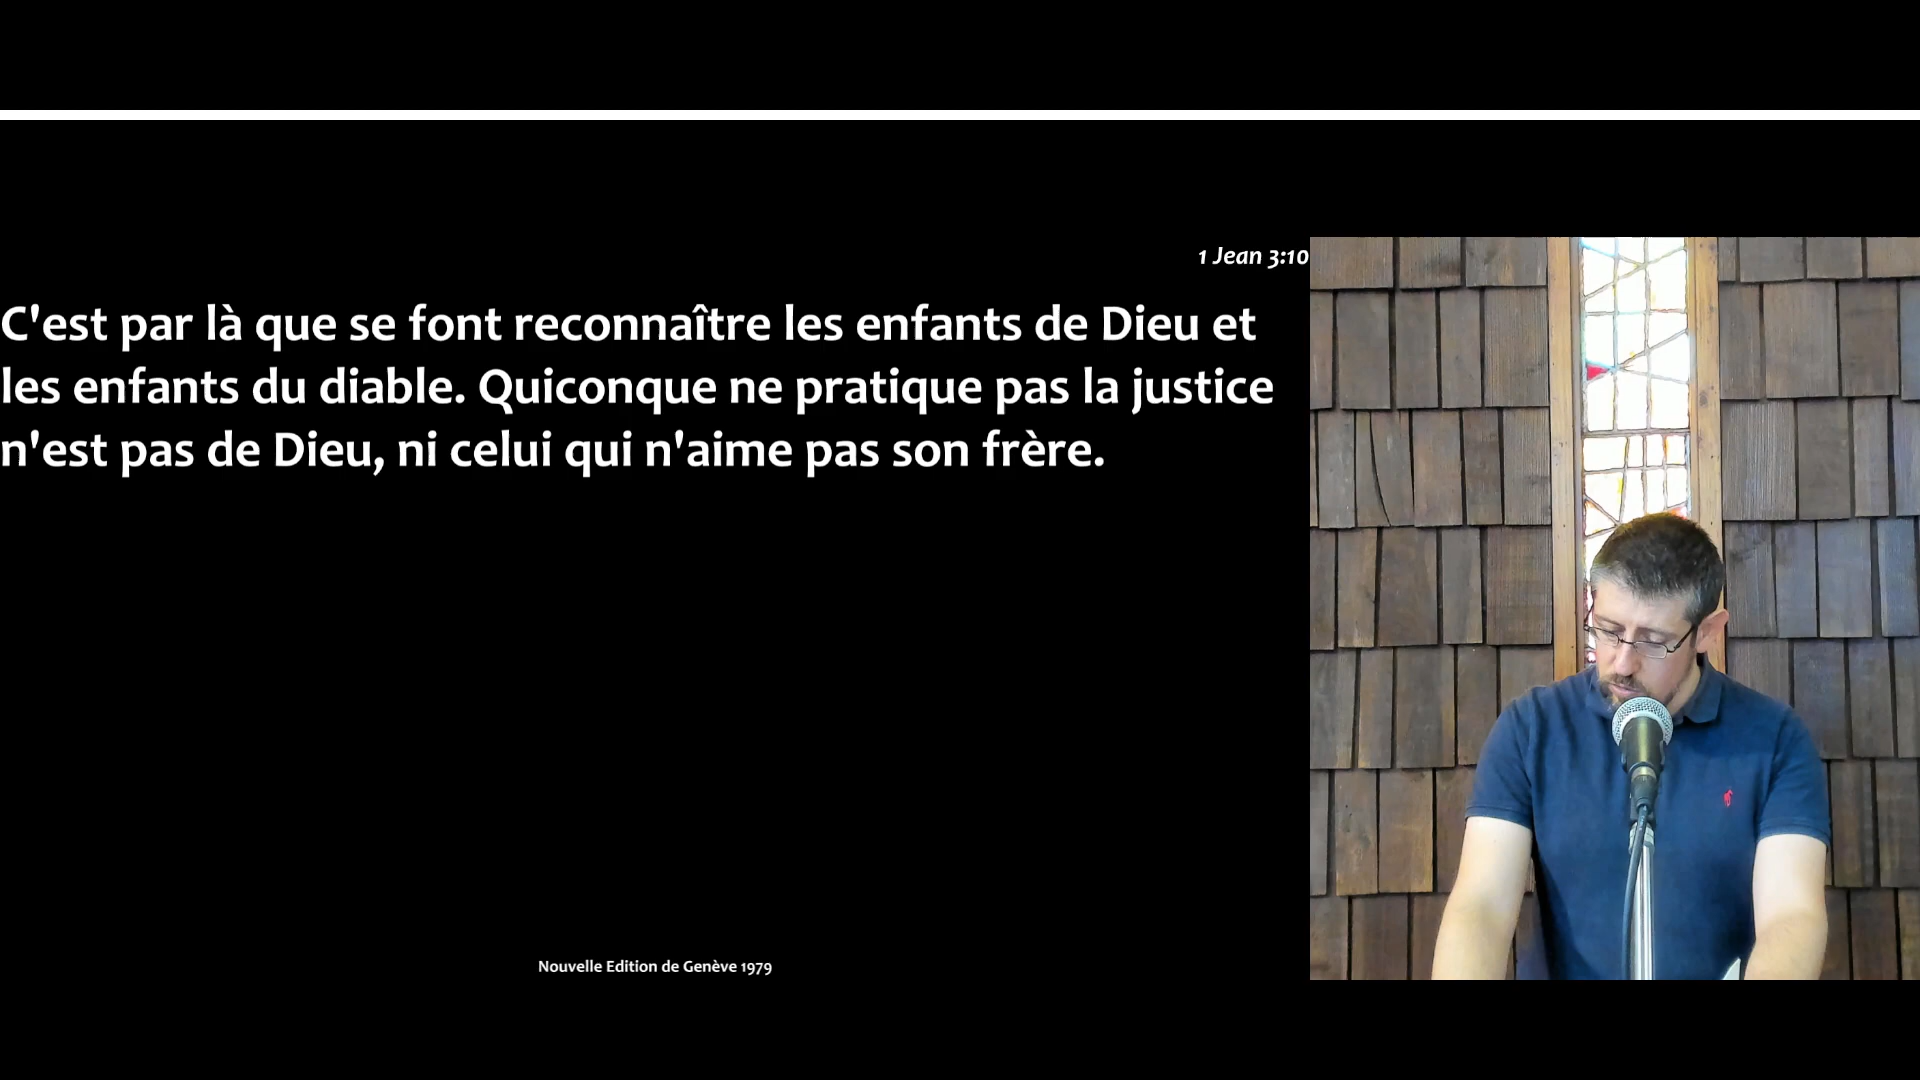 1 Jean 3:10
C'est par là que se font reconnaître les enfants de Dieu et
les enfants du diable. Quiconque ne pratique pas la justice
n'est pas de Dieu, ni celui qui n'aime pas son frère.
Nouvelle Edition de Genève 1979